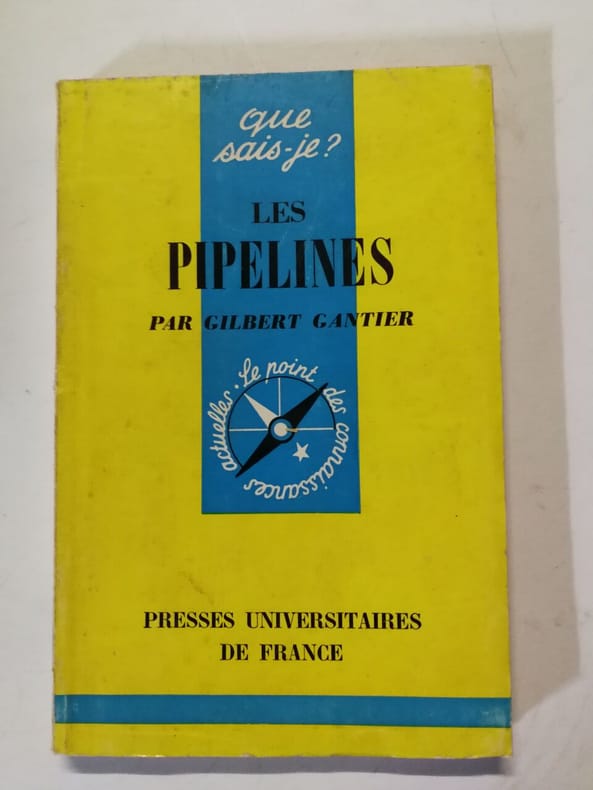 que
sais-je?
LES
PIPELINES
PAR GILBERT GANTIER
Le point des connaissances actuelles.
PRESSES UNIVERSITAIRES
DE FRANCE